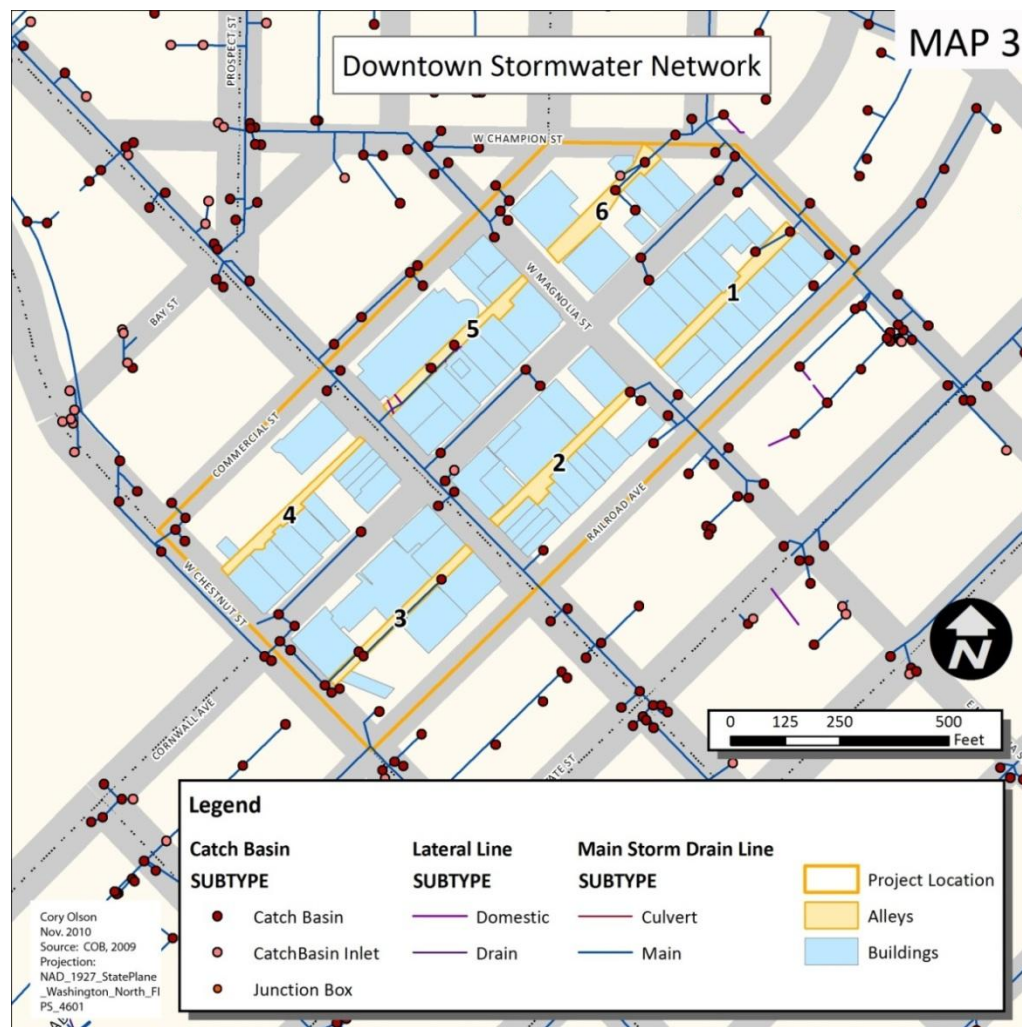 MAP 3
Downtown Stormwater Network
PROSPECT ST
W CHAMPION ST
6
W MAGNOLIA ST
1
BAY ST
5
COMMERCIAL ST
2
4
RAILROAD AVE
W CHESTNUT ST
3
N
CORNWALL AVE
0 125 250 500
Feet
Legend
Catch Basin
SUBTYPE
Catch Basin
CatchBasin Inlet
Junction Box
Lateral Line
SUBTYPE
Domestic
Drain
Main Storm Drain Line
SUBTYPE
Culvert
Main
Project Location
Alleys
Buildings
Cory Olson
Nov. 2010
Source: COB, 2009
Projection:
NAD_1927_StatePlane
_Washington_North_FI
PS_4601